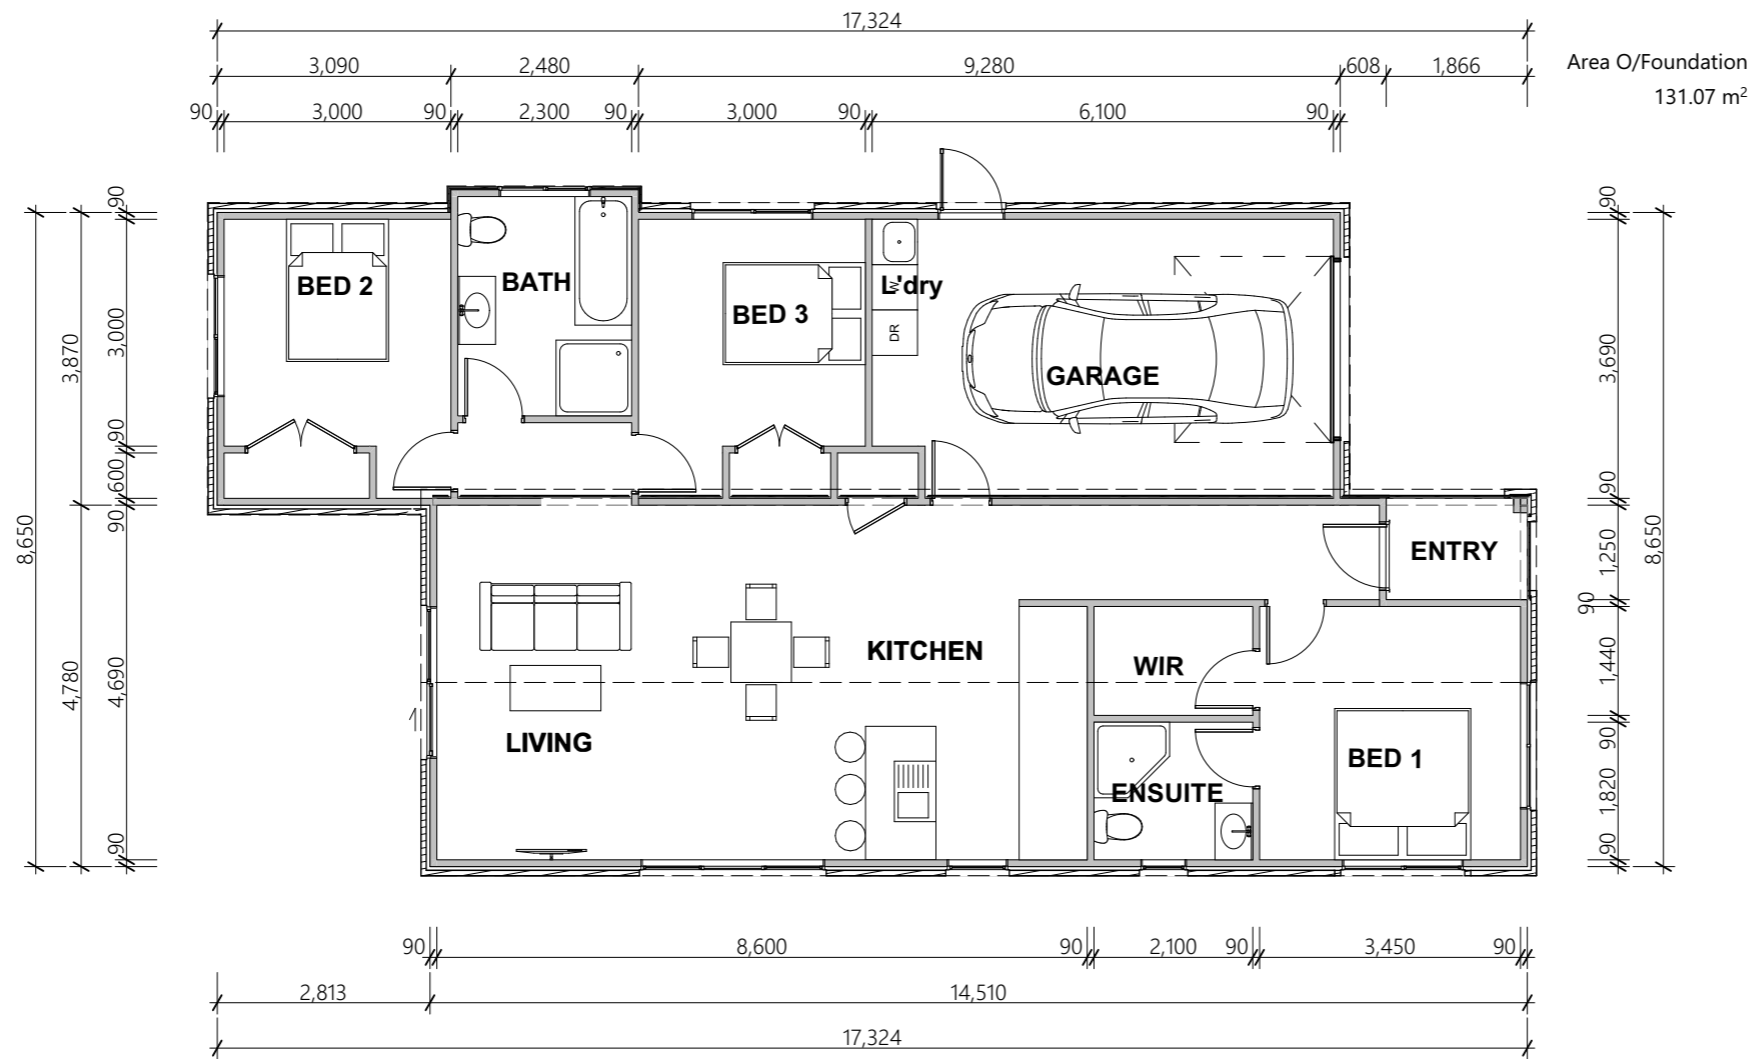 17,324
Area O/Foundation
131.07 m²
3,090 2,480 9,280 608 1,866
90 3,000 90 2,300 90 3,000 90 6,100 90
8,650
3,870
4,780
90
3,000
90
600
90
4,690
90
BED 2
BATH
BED 3
L'dry
W
DR
GARAGE
ENTRY
KITCHEN
WIR
LIVING
BED 1
ENSUITE
90
3,690
90
1,250
90
1,440
90
1,820
90
8,650
90 8,600 90 2,100 90 3,450 90
2,813 14,510
17,324